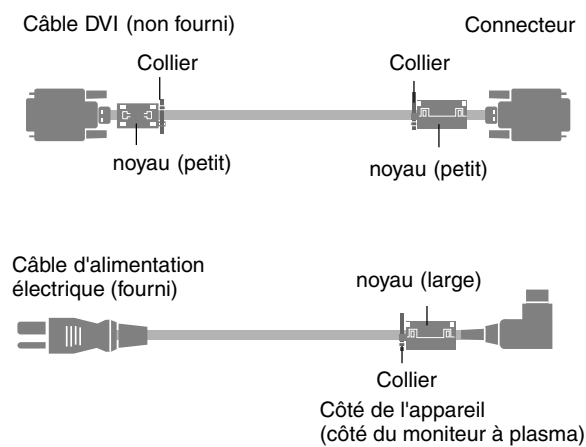 Câble DVI (non fourni)
Connecteur
Collier
Collier
noyau (petit)
noyau (petit)
Câble d'alimentation
électrique (fourni)
noyau (large)
Collier
Côté de l'appareil
(côté du moniteur à plasma)